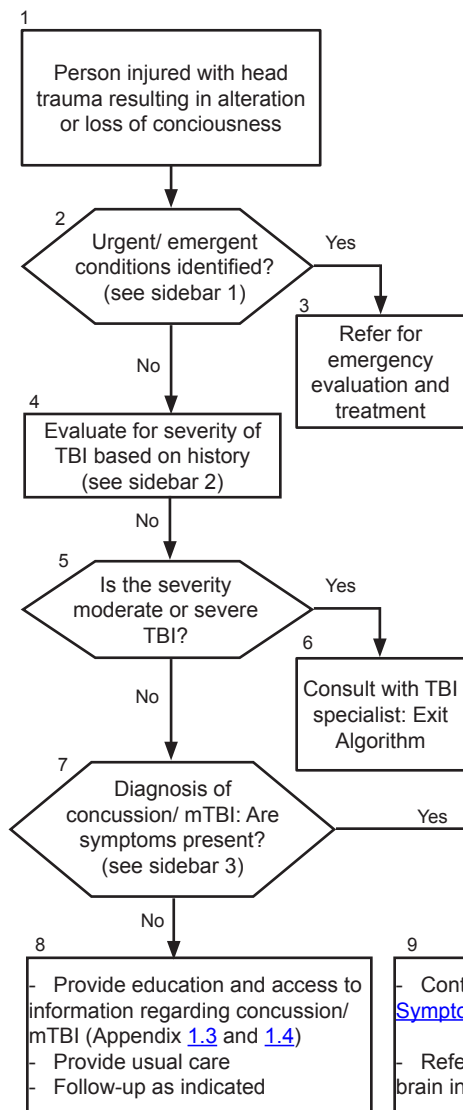 1
Person injured with head
trauma resulting in alteration
or loss of conciousness
2
Urgent/ emergent
conditions identified?
(see sidebar 1)
Yes
3
Refer for
emergency
evaluation and
treatment
No
4
Evaluate for severity of
TBI based on history
(see sidebar 2)
No
5
Is the severity
moderate or severe
TBI?
Yes
6
Consult with TBI
specialist: Exit
Algorithm
No
7
Diagnosis of
concussion/ mTBI: Are
symptoms present?
(see sidebar 3)
Yes
No
8
- Provide education and access to
information regarding concussion/
mTBI (Appendix 1.3 and 1.4)
- Provide usual care
- Follow-up as indicated
9
-
-
brain